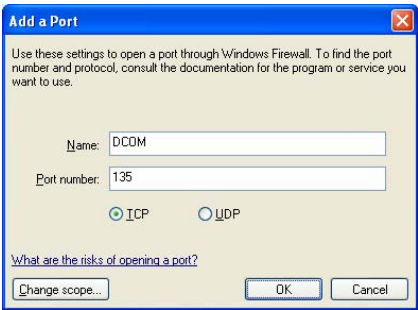 Add a Port
Use these settings to open a port through Windows Firewall. To find the port
number and protocol, consult the documentation for the program or service you
want to use.
Name: DCOM
Port number: 135
TCP UDP
What are the risks of opening a port?
Change scope... OK Cancel